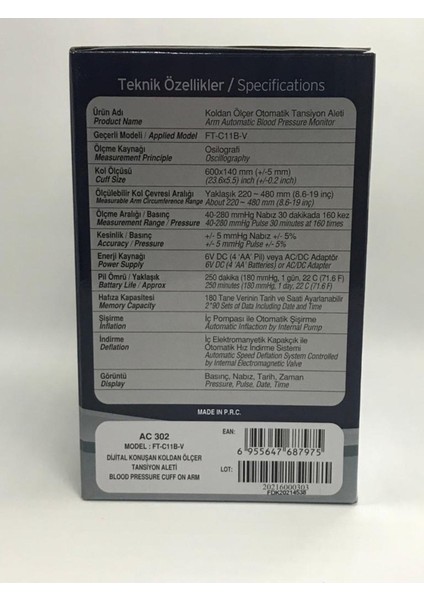 Teknik Özellikler / Specifications
Ürün Adı Koldan Ölçer Otomatik Tansiyon Aleti
Product Name Arm Automatic Blood Pressure Monitor
Geçerli Modeli / Applied Model FT-C11B-V
Ölçme Kaynağı Osilografi
Measurement Principle Oscillography
Kol Ölçüsü 600x140 mm (+/-5 mm)
Cuff Size (23.6x5.5) inch (+/-0.2 inch)
Ölçülebilir Kol Çevresi Aralığı Yaklaşık 220 ~ 480 mm (8.6-19 inç)
Measurable Arm Circumference Range About 220 ~ 480 mm (8.6-19 inch)
Ölçme Aralığı / Basınç 40-280 mmHg Nabız 30 dakikada 160 kez
Measurement Range / Pressure 40-280 mmHg Pulse 30 minutes at 160 times
Kesinlik / Basınç +/- 5 mmHg Nabız +/- 5%
Accuracy / Pressure +/- 5 mmHg Pulse +/- 5%
Enerji Kaynağı 6V DC (4 'AA' Pil) veya AC/DC Adaptör
Power Supply 6V DC (4 'AA' Batteries) or AC/DC Adaptor
Pil Ömrü / Yaklaşık 250 dakika (180 mmHg, 1 gün, 22 C (71.6 F)
Battary Life / Approx 250 minutes (180 mmHg, 1 day, 22 C (71.6 F)
Hafıza Kapasitesi 180 Tane Verinin Tarih ve Saati Ayarlanabilir
Memory Capacity 2*90 Sets of Data Including Date and Time
Şişirme İç Pompası ile Otomatik Şişirme
Inflation Automatic Inflaction by Internal Pump
İndirme İç Elektromanyetik Kapakçık ile
Deflation Otomatik Hız İndirme Sistemi
Automatic Speed Deflation System Controlled
by Internal Electromagnetic Valve
Görüntü Basınç, Nabız, Tarih, Zaman
Display Pressure, Pulse, Date, Time
MADE IN P.R.C.
AC 302
MODEL : FT-C11B-V
DİJİTAL KONUŞAN KOLDAN ÖLÇER
TANSİYON ALETİ
BLOOD PRESSURE CUFF ON ARM
EAN:
6 955647 687975
LOT:
20216000303
FDK20214538